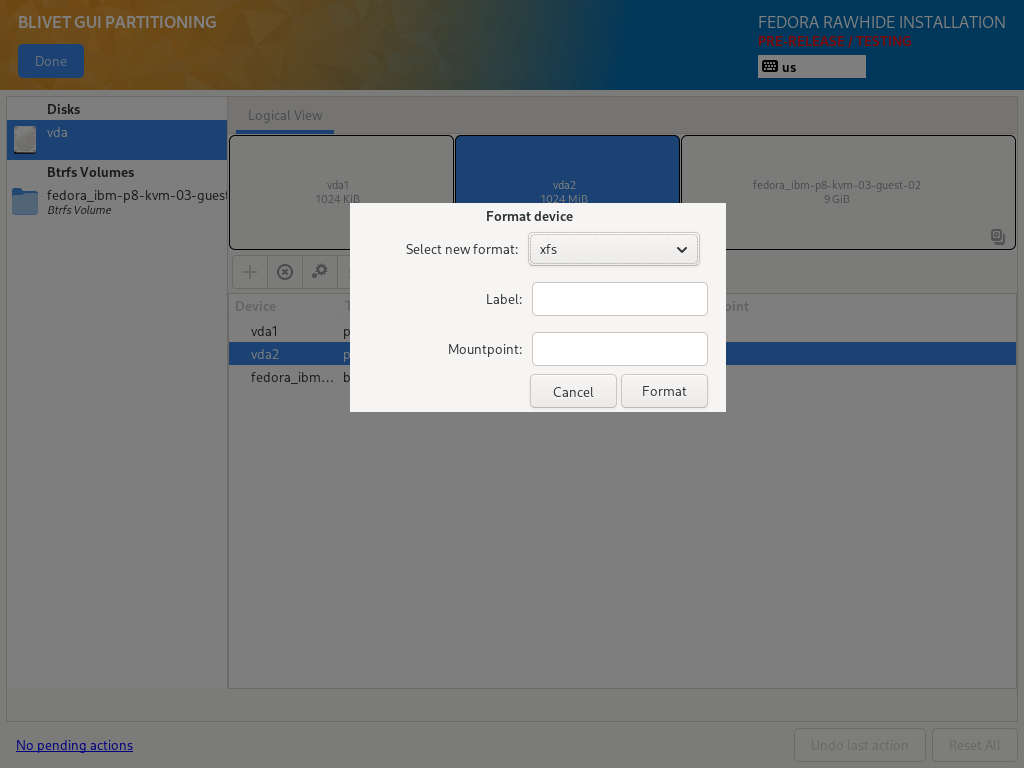 BLIVET GUI PARTITIONING
FEDORA RAWHIDE INSTALLATION
PRE-RELEASE / TESTING
Done
us
Disks
vda
Btrfs Volumes
fedora_ibm-p8-kvm-03-guest
Btrfs Volume
Logical View
vda1
1024 KiB
vda2
1024 MiB
fedora_ibm-p8-kvm-03-guest-02
9 GiB
Format device
Select new format: xfs
Label:
Mountpoint:
Cancel Format
Device
vda1 p
vda2 p
fedora_ibm... b
No pending actions
Undo last action Reset All